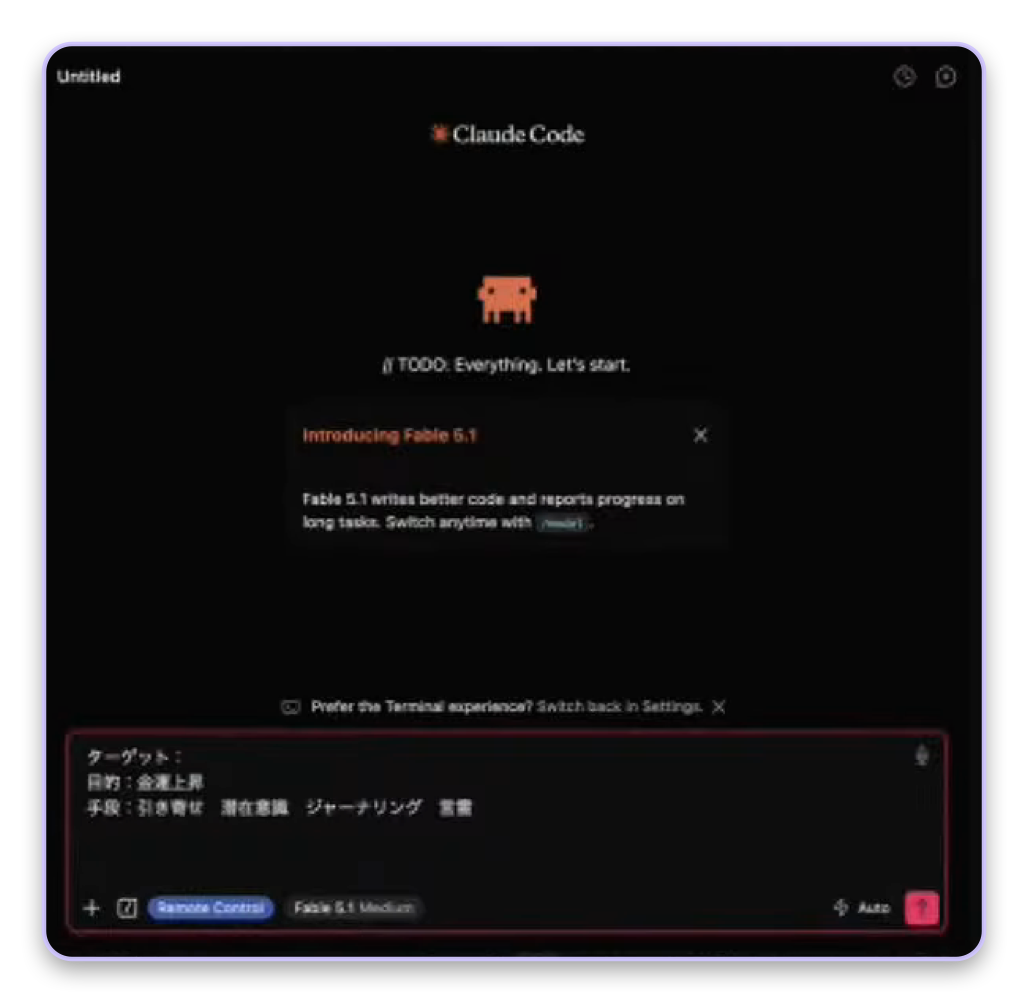 Untitled
Claude Code
// TODO: Everything. Let's start.
Introducing Fable 5.1
Fable 5.1 writes better code and reports progress on
long tasks. Switch anytime with /model.
Prefer the Terminal experience? Switch back in Settings.
ターゲット：
目的：金運上昇
手段：引き寄せ　潜在意識　ジャーナリング　言霊
Remote Control
Fable 5.1 Medium
Auto